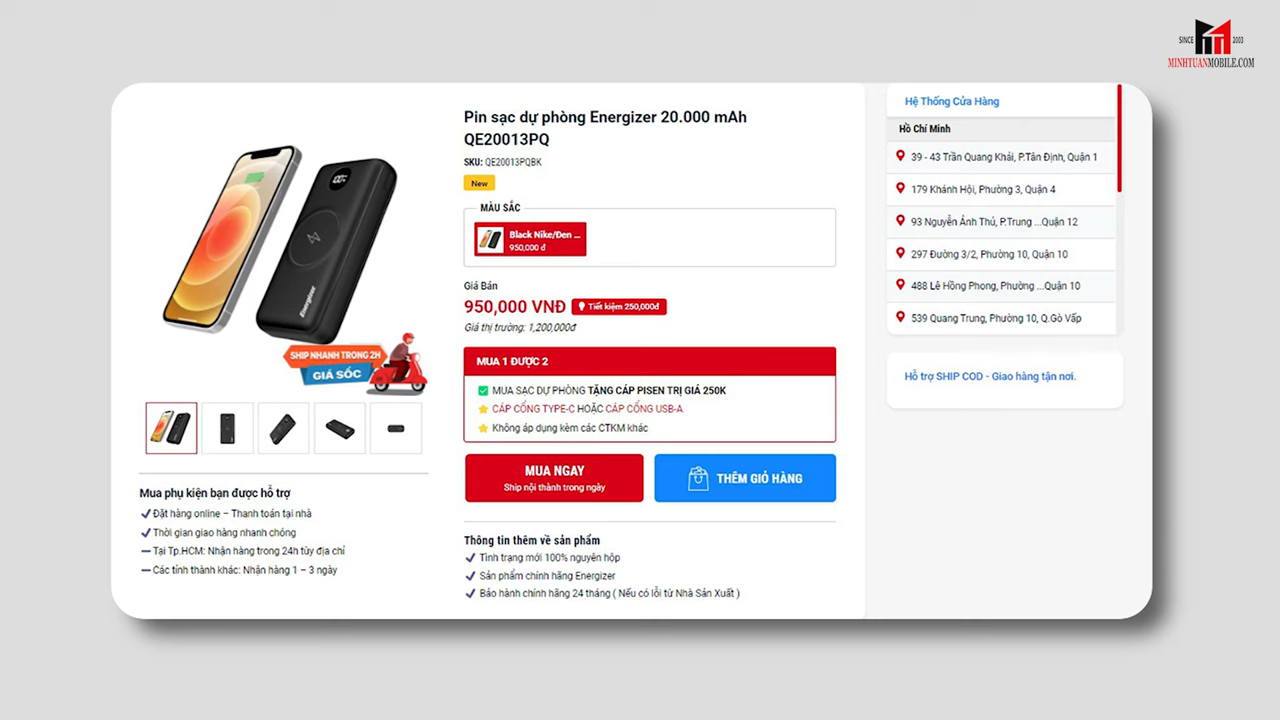 SINCE 2003
MINHTUANMOBILE.COM
Pin sạc dự phòng Energizer 20.000 mAh
QE20013PQ
SKU: QE20013PQBK
New
MÀU SẮC
Black Nike/Đen ...
950,000 đ
Giá Bán
950,000 VNĐ Tiết kiệm 250,000đ
Giá thị trường: 1,200,000đ
MUA 1 ĐƯỢC 2
MUA SẠC DỰ PHÒNG TẶNG CÁP PISEN TRỊ GIÁ 250K
CÁP CỔNG TYPE-C HOẶC CÁP CỔNG USB-A
Không áp dụng kèm các CTKM khác
MUA NGAY
Ship nội thành trong ngày
THÊM GIỎ HÀNG
Thông tin thêm về sản phẩm
Tình trạng mới 100% nguyên hộp
Sản phẩm chính hãng Energizer
Bảo hành chính hãng 24 tháng ( Nếu có lỗi từ Nhà Sản Xuất )
100%
Energizer
SHIP NHANH TRONG 2H
GIÁ SỐC
Mua phụ kiện bạn được hỗ trợ
Đặt hàng online – Thanh toán tại nhà
Thời gian giao hàng nhanh chóng
Tại Tp.HCM: Nhận hàng trong 24h tùy địa chỉ
Các tỉnh thành khác: Nhận hàng 1 – 3 ngày
Hệ Thống Cửa Hàng
Hồ Chí Minh
39 - 43 Trần Quang Khải, P.Tân Định, Quận 1
179 Khánh Hội, Phường 3, Quận 4
93 Nguyễn Ảnh Thủ, P.Trung ...Quận 12
297 Đường 3/2, Phường 10, Quận 10
488 Lê Hồng Phong, Phường ...Quận 10
539 Quang Trung, Phường 10, Q.Gò Vấp
Hỗ trợ SHIP COD - Giao hàng tận nơi.